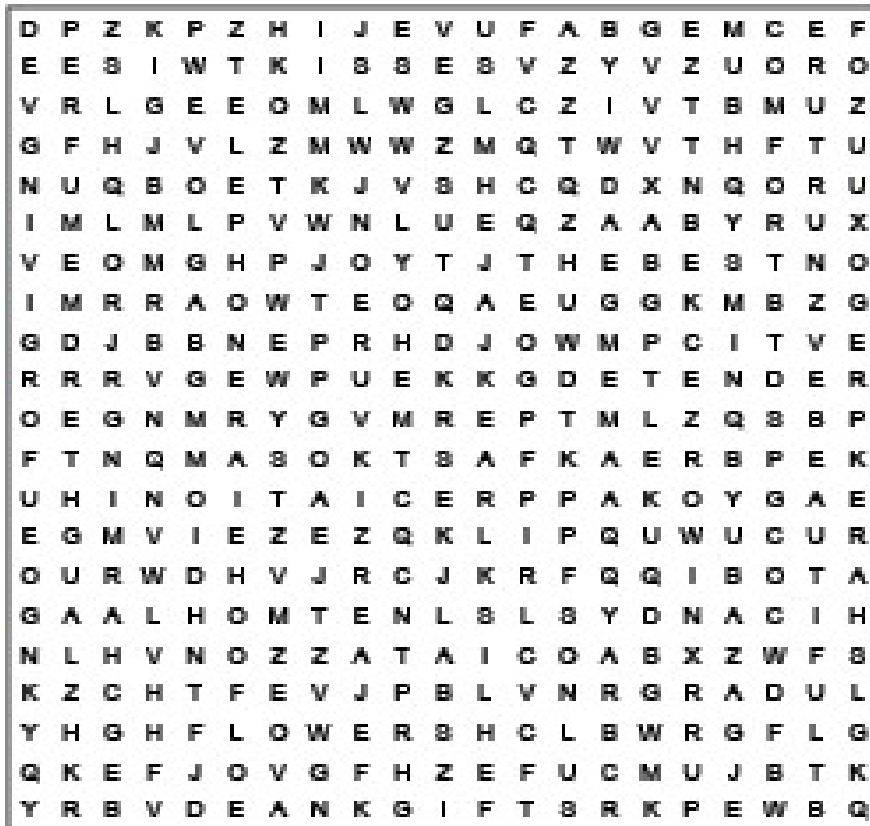 D P Z K P Z H I J E V U F A B G E M C E F
E E S I W T K I S S E S V Z Y V Z U O R O
V R L G E E O M L W G L C Z I V T B M U Z
G F H J V L Z M W W Z M Q T W V T H F T U
N U Q B O E T K J V S H C Q D X N Q O R U
I M L M L P V W N L U E Q Z A A B Y R U X
V E O M G H P J O Y T J T H E B E S T N O
I M R R A O W T E O Q A E U G G K M B Z G
G D J B B N E P R H D J O W M P C I T V E
R R R V G E W P U E K K G D E T E N D E R
O E G N M R Y G V M R E P T M L Z Q S B P
F T N Q M A S O K T S A F K A E R B P E K
U H I N O I T A I C E R P P A K O Y G A E
E G M V I E Z E Z Q K L I P Q U W U C U R
O U R W D H V J R C J K R F Q Q I B O T A
G A A L H O M T E N L S L S Y D N A C I H
N L H V N O Z Z A T A I C O A B X Z W F S
K Z C H T F E V J P B L V N R G R A D U L
Y H G H F L O W E R S H C L B W R G F L G
Q K E F J O V G F H Z E F U C M U J B T K
Y R B V D E A N K G I F T S R K P E W B Q